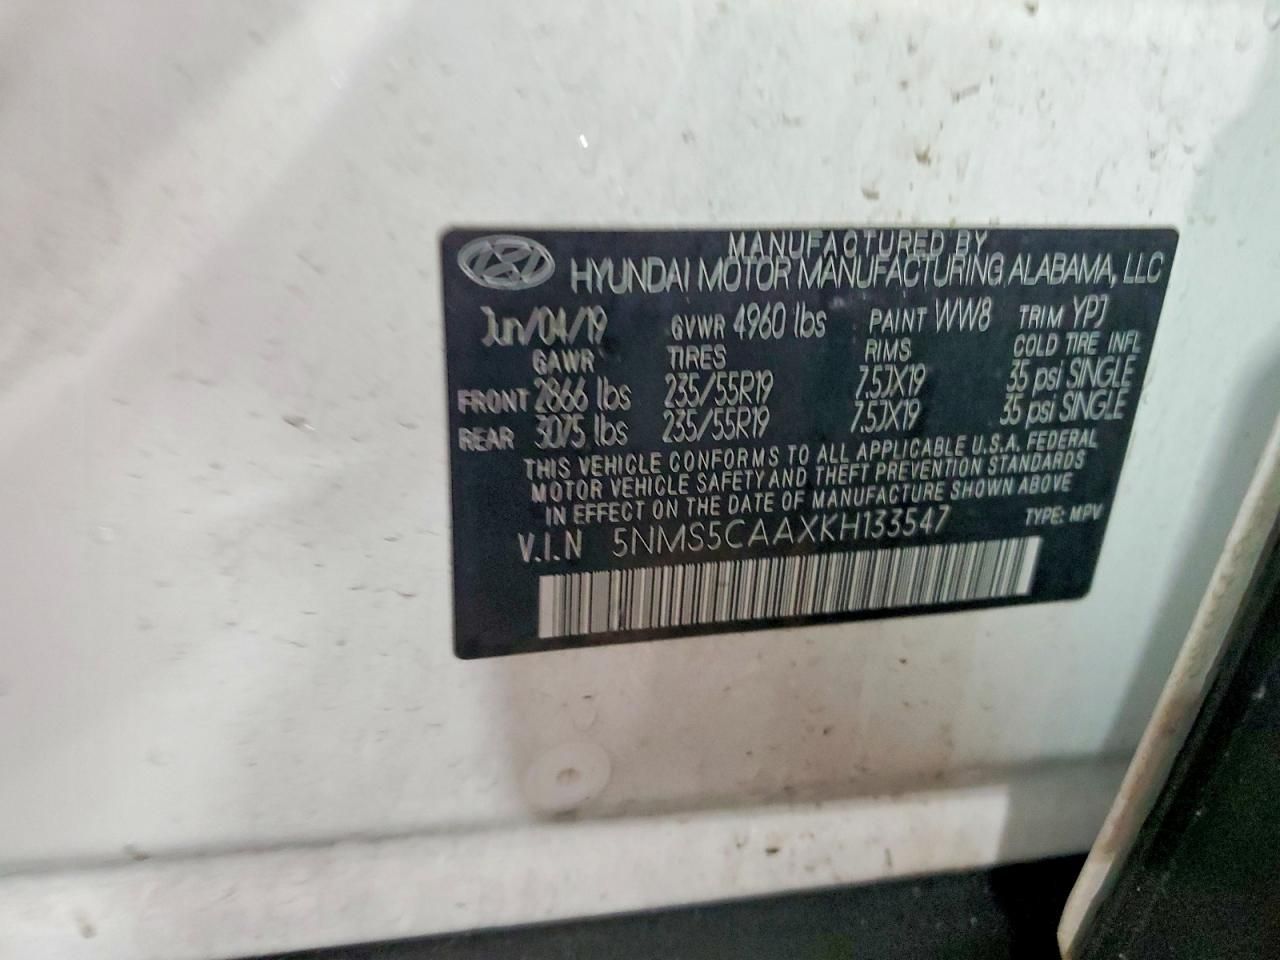 MANUFACTURED BY
HYUNDAI MOTOR MANUFACTURING ALABAMA, LLC
Jun/04/19 GVWR 4960 lbs PAINT WW8 TRIM YPJ
GAWR TIRES RIMS COLD TIRE INFL
FRONT 2866 lbs 235/55R19 7.5JX19 35 psi SINGLE
REAR 3075 lbs 235/55R19 7.5JX19 35 psi SINGLE
THIS VEHICLE CONFORMS TO ALL APPLICABLE U.S.A. FEDERAL
MOTOR VEHICLE SAFETY AND THEFT PREVENTION STANDARDS
IN EFFECT ON THE DATE OF MANUFACTURE SHOWN ABOVE
V.I.N 5NMS5CAAXKH133547 TYPE: MPV